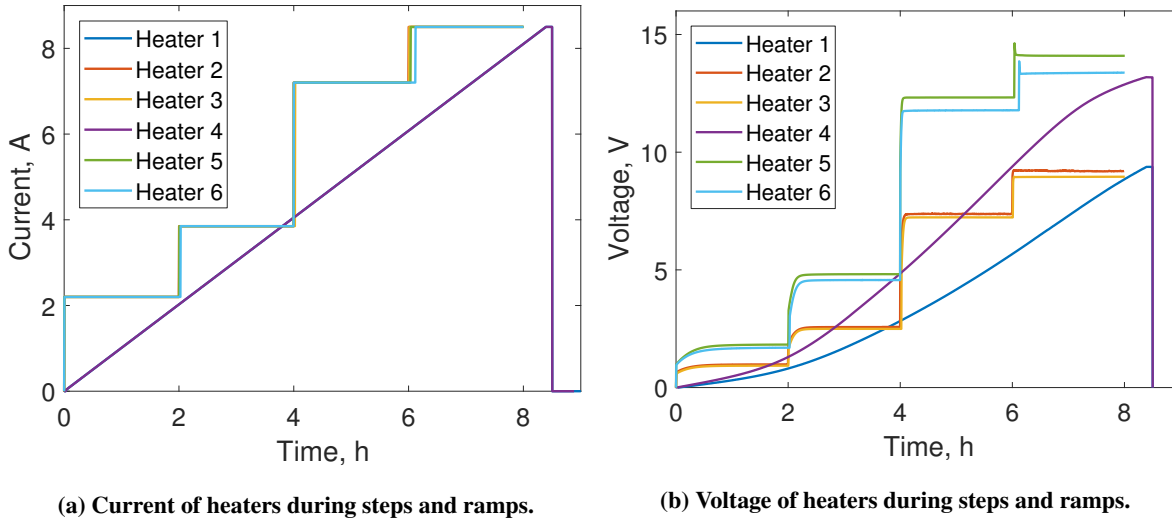 Heater 1
Heater 2
Heater 3
Heater 4
Heater 5
Heater 6
8
6
4
2
0
Current, A
0 2 4 6 8
Time, h
(a) Current of heaters during steps and ramps.
Heater 1
Heater 2
Heater 3
Heater 4
Heater 5
Heater 6
15
10
5
0
Voltage, V
0 2 4 6 8
Time, h
(b) Voltage of heaters during steps and ramps.